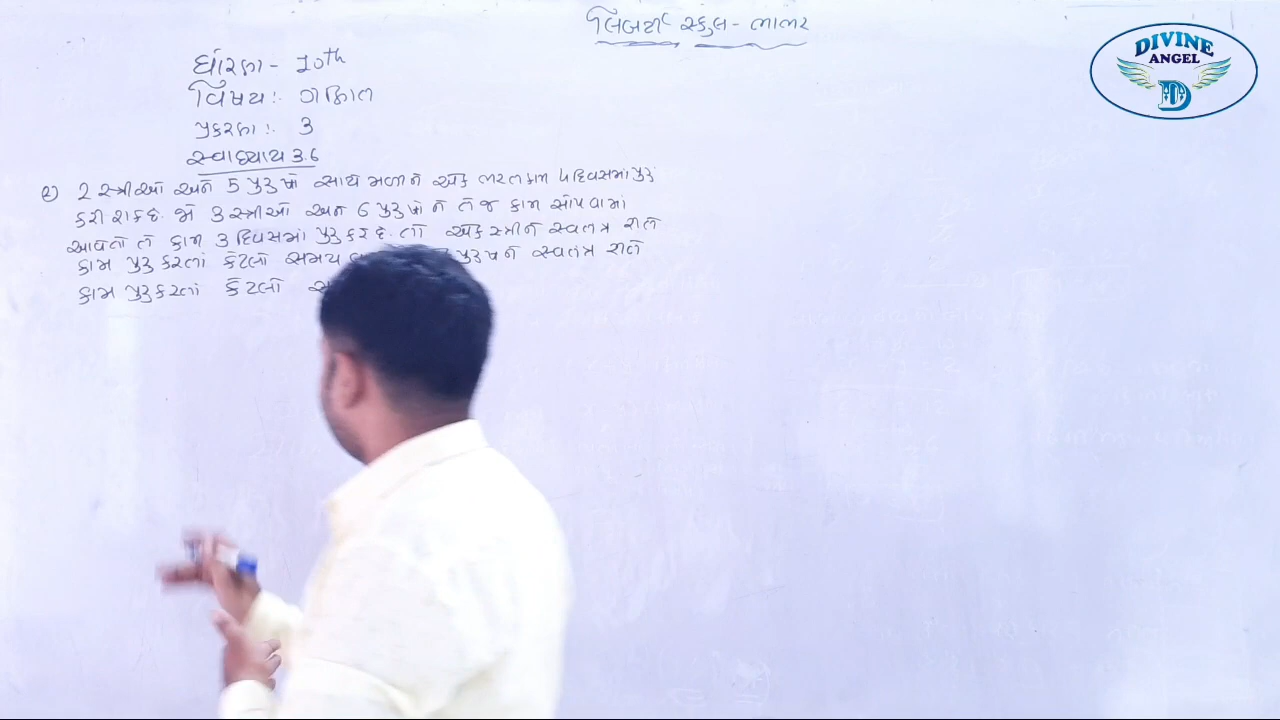 લિબર્ટી સ્કુલ - ભાભર
DIVINE
ANGEL
D
ધોરણ - 10th
વિષય :- ગણિત
પ્રકરણ :- 3
સ્વાધ્યાય 3.6
૨) 2 સ્ત્રીઓ અને 5 પુરુષો સાથે મળીને એક ભરતકામ 4 દિવસમાં પુરું
કરી શકે છે. જો 3 સ્ત્રીઓ અને 6 પુરુષોને તે જ કામ સોંપવામાં
આવતો તે કામ 3 દિવસમાં પુરુ કરે છે. તો એક સ્ત્રીને સ્વતંત્ર રીતે
કામ પુરુ કરતાં કેટલો સમય પુરુષને સ્વતંત્ર રીતે
કામ પુરુ કરતાં કેટલો